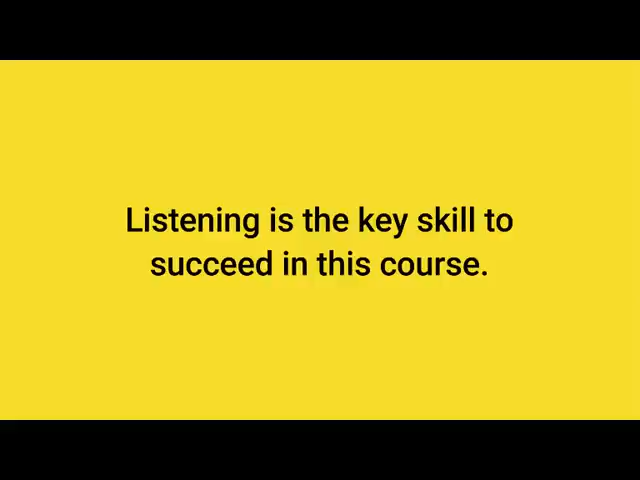 Listening is the key skill to
succeed in this course.